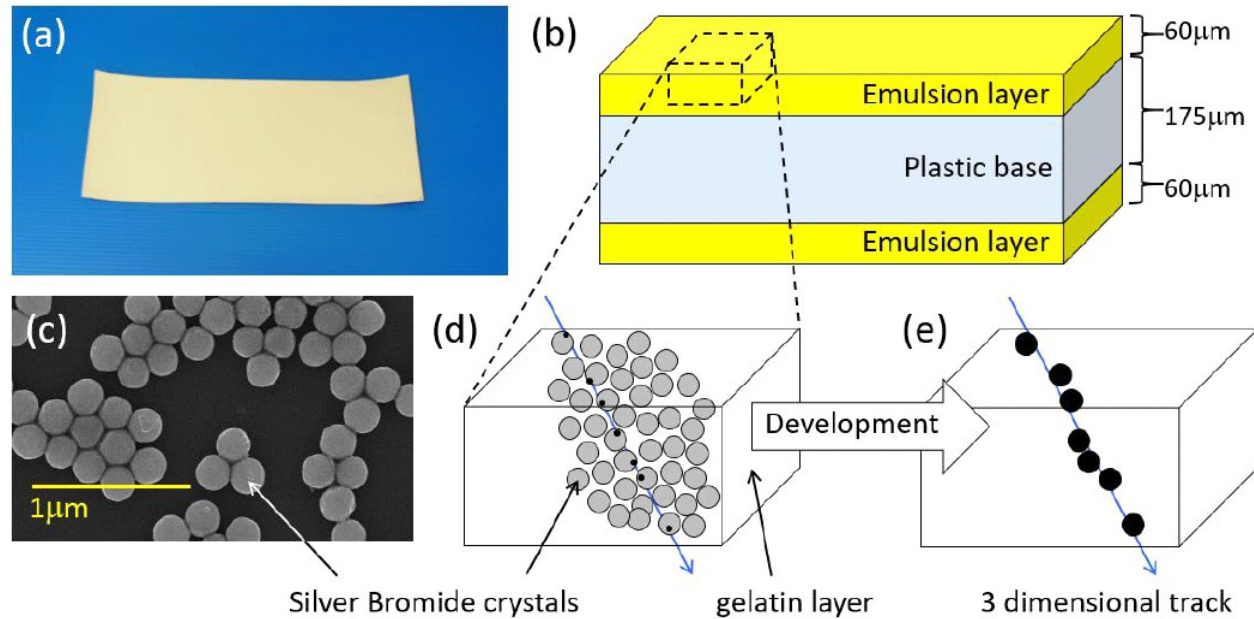 (a)
(b)
60μm
Emulsion layer
175μm
Plastic base
60μm
Emulsion layer
(c)
(d)
(e)
Development
1μm
Silver Bromide crystals
gelatin layer
3 dimensional track